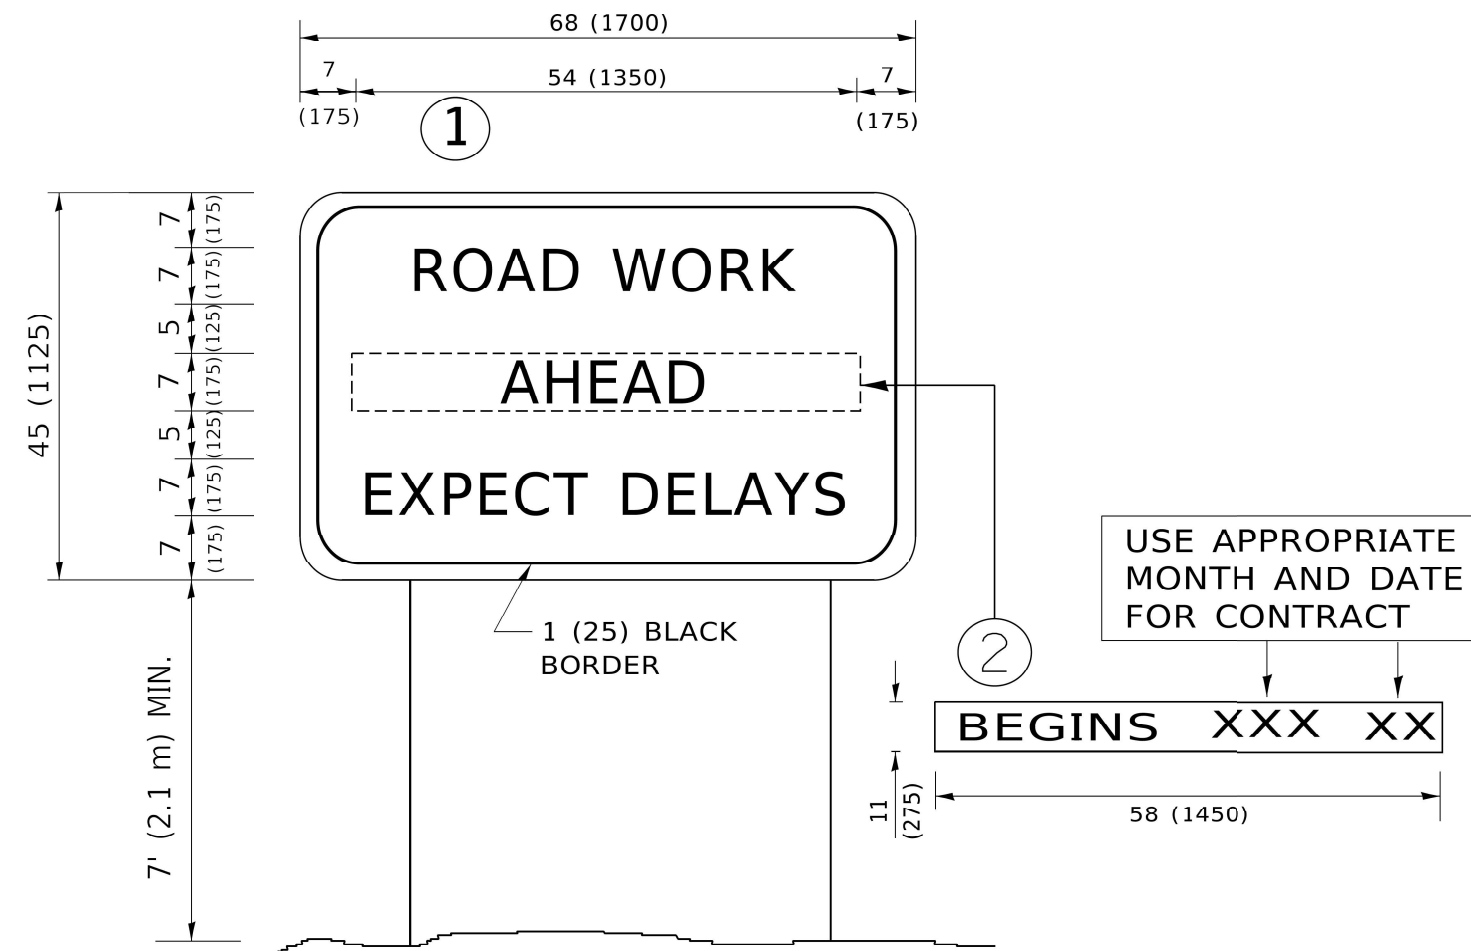 68 (1700)
7
54 (1350)
7
(175)
(175)
1
7
(175)
7
(175)
5
(125)
7
(175)
5
(125)
7
(175)
7
(175)
45 (1125)
ROAD WORK
AHEAD
EXPECT DELAYS
1 (25) BLACK
BORDER
7' (2.1 m) MIN.
2
USE APPROPRIATE
MONTH AND DATE
FOR CONTRACT
BEGINS XXX XX
11
(275)
58 (1450)